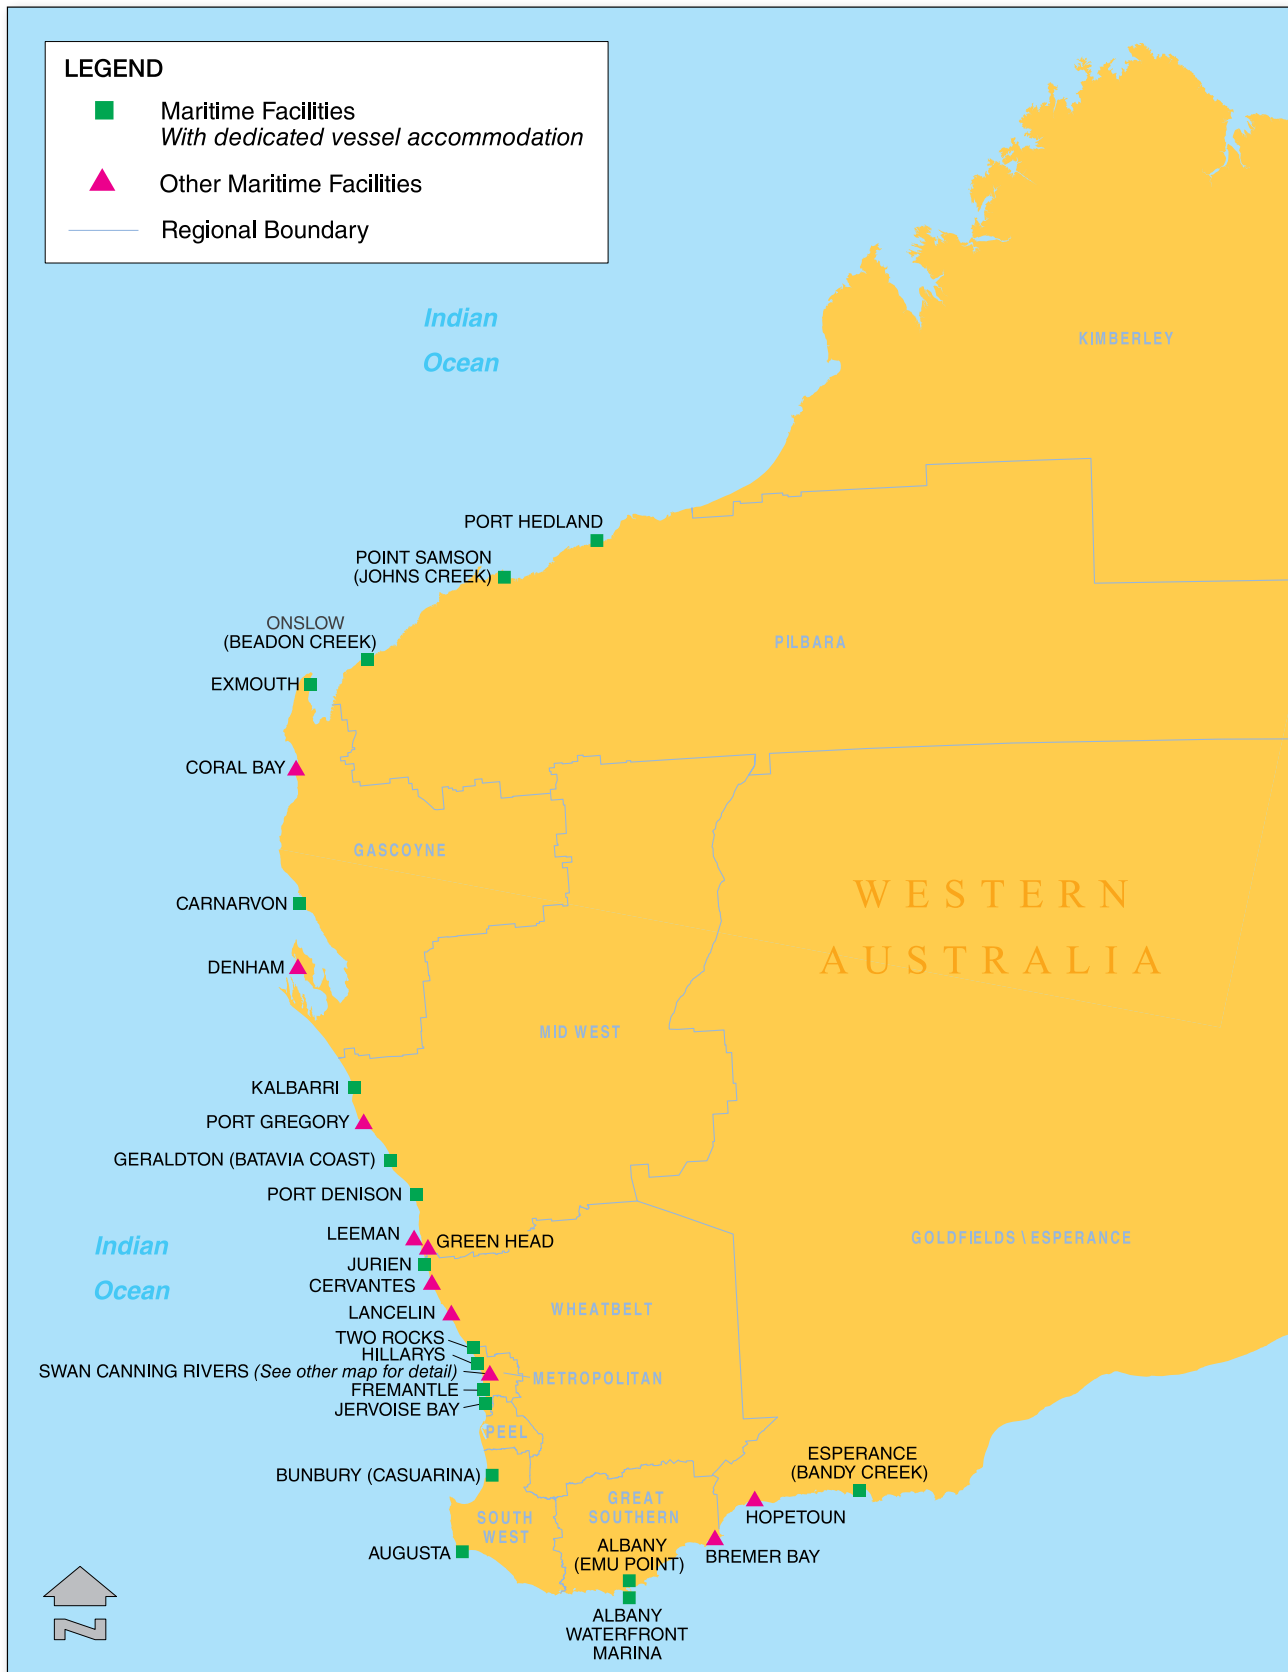 LEGEND
Maritime Facilities
With dedicated vessel accommodation
Other Maritime Facilities
Regional Boundary
Indian
Ocean
KIMBERLEY
PORT HEDLAND
POINT SAMSON
(JOHNS CREEK)
ONSLOW
(BEADON CREEK)
PILBARA
EXMOUTH
CORAL BAY
GASCOYNE
WESTERN
AUSTRALIA
CARNARVON
DENHAM
MID WEST
KALBARRI
PORT GREGORY
GERALDTON (BATAVIA COAST)
PORT DENISON
LEEMAN
GREEN HEAD
Indian
Ocean
GOLDFIELDS \ ESPERANCE
JURIEN
CERVANTES
LANCELIN
WHEATBELT
TWO ROCKS
HILLARYS
SWAN CANNING RIVERS (See other map for detail)
METROPOLITAN
FREMANTLE
JERVOISE BAY
PEEL
BUNBURY (CASUARINA)
ESPERANCE
(BANDY CREEK)
GREAT
SOUTHERN
HOPETOUN
SOUTH
WEST
AUGUSTA
ALBANY
(EMU POINT)
BREMER BAY
ALBANY
WATERFRONT
MARINA
N